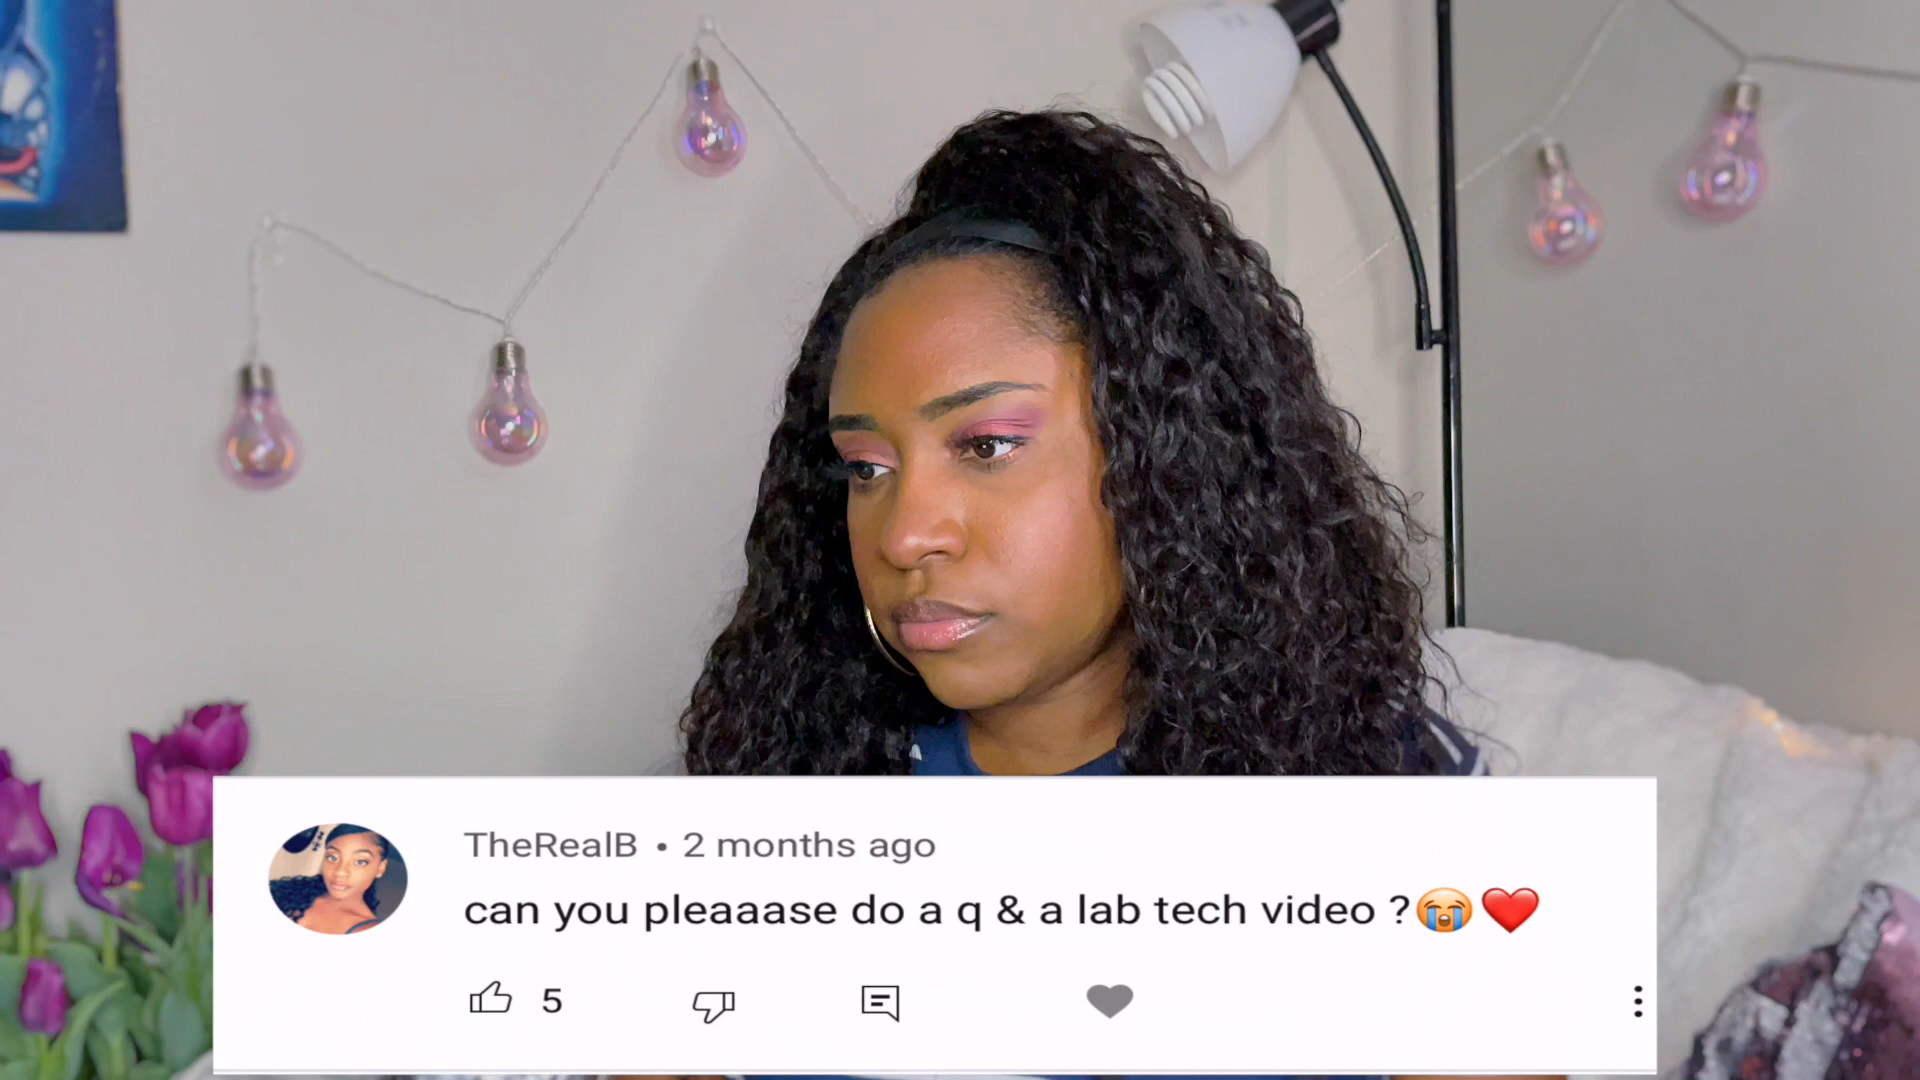 TheRealB • 2 months ago
can you pleaaase do a q & a lab tech video ?😭❤️
5